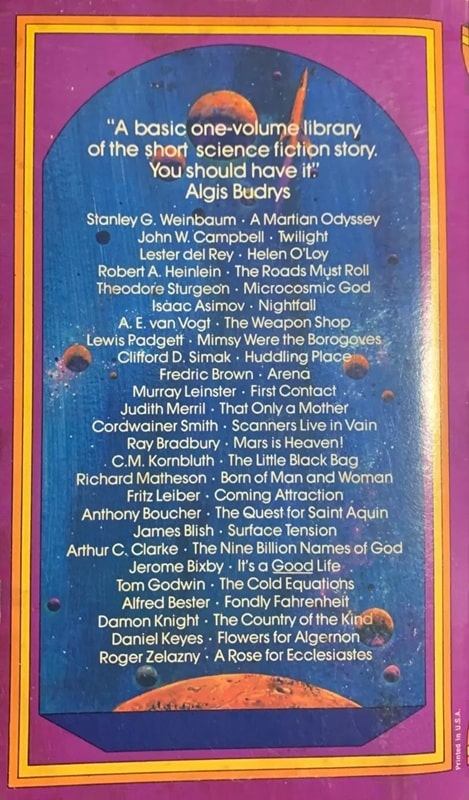 "A basic one-volume library
of the short science fiction story.
You should have it."
Algis Budrys
Stanley G. Weinbaum · A Martian Odyssey
John W. Campbell · Twilight
Lester del Rey · Helen O'Loy
Robert A. Heinlein · The Roads Must Roll
Theodore Sturgeon · Microcosmic God
Isaac Asimov · Nightfall
A. E. van Vogt · The Weapon Shop
Lewis Padgett · Mimsy Were the Borogoves
Clifford D. Simak · Huddling Place
Fredric Brown · Arena
Murray Leinster · First Contact
Judith Merril · That Only a Mother
Cordwainer Smith · Scanners Live in Vain
Ray Bradbury · Mars is Heaven!
C.M. Kornbluth · The Little Black Bag
Richard Matheson · Born of Man and Woman
Fritz Leiber · Coming Attraction
Anthony Boucher · The Quest for Saint Aquin
James Blish · Surface Tension
Arthur C. Clarke · The Nine Billion Names of God
Jerome Bixby · It's a Good Life
Tom Godwin · The Cold Equations
Alfred Bester · Fondly Fahrenheit
Damon Knight · The Country of the Kind
Daniel Keyes · Flowers for Algernon
Roger Zelazny · A Rose for Ecclesiastes
Printed in U.S.A.